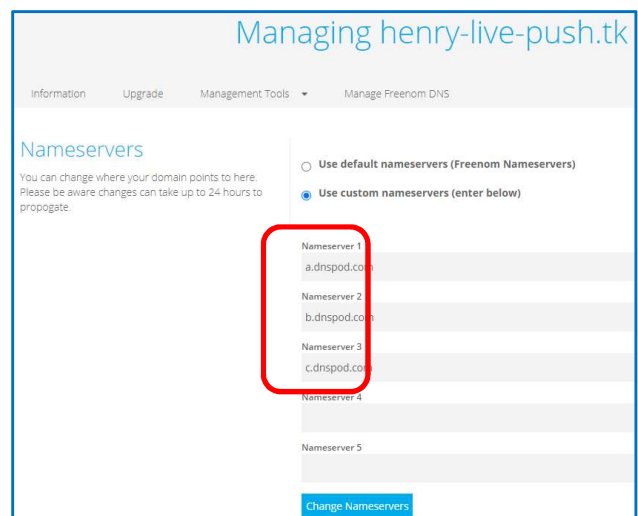 Managing henry-live-push.tk
Information Upgrade Management Tools Manage Freenom DNS
Nameservers
You can change where your domain points to here.
Please be aware changes can take up to 24 hours to
propogate.
Use default nameservers (Freenom Nameservers)
Use custom nameservers (enter below)
Nameserver 1
a.dnspod.com
Nameserver 2
b.dnspod.com
Nameserver 3
c.dnspod.com
Nameserver 4
Nameserver 5
Change Nameservers